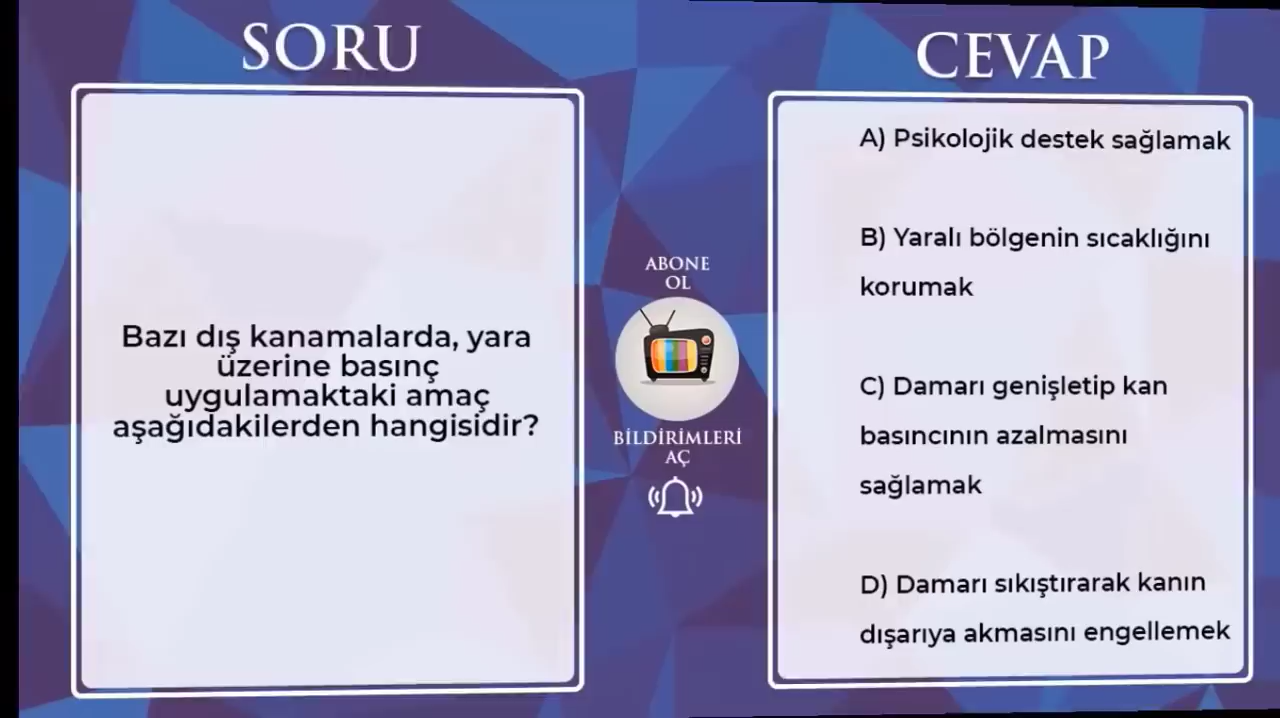 SORU
Bazı dış kanamalarda, yara
üzerine basınç
uygulamaktaki amaç
aşağıdakilerden hangisidir?
ABONE
OL
BİLDİRİMLERİ
AÇ
CEVAP
A) Psikolojik destek sağlamak
B) Yaralı bölgenin sıcaklığını
korumak
C) Damarı genişletip kan
basıncının azalmasını
sağlamak
D) Damarı sıkıştırarak kanın
dışarıya akmasını engellemek